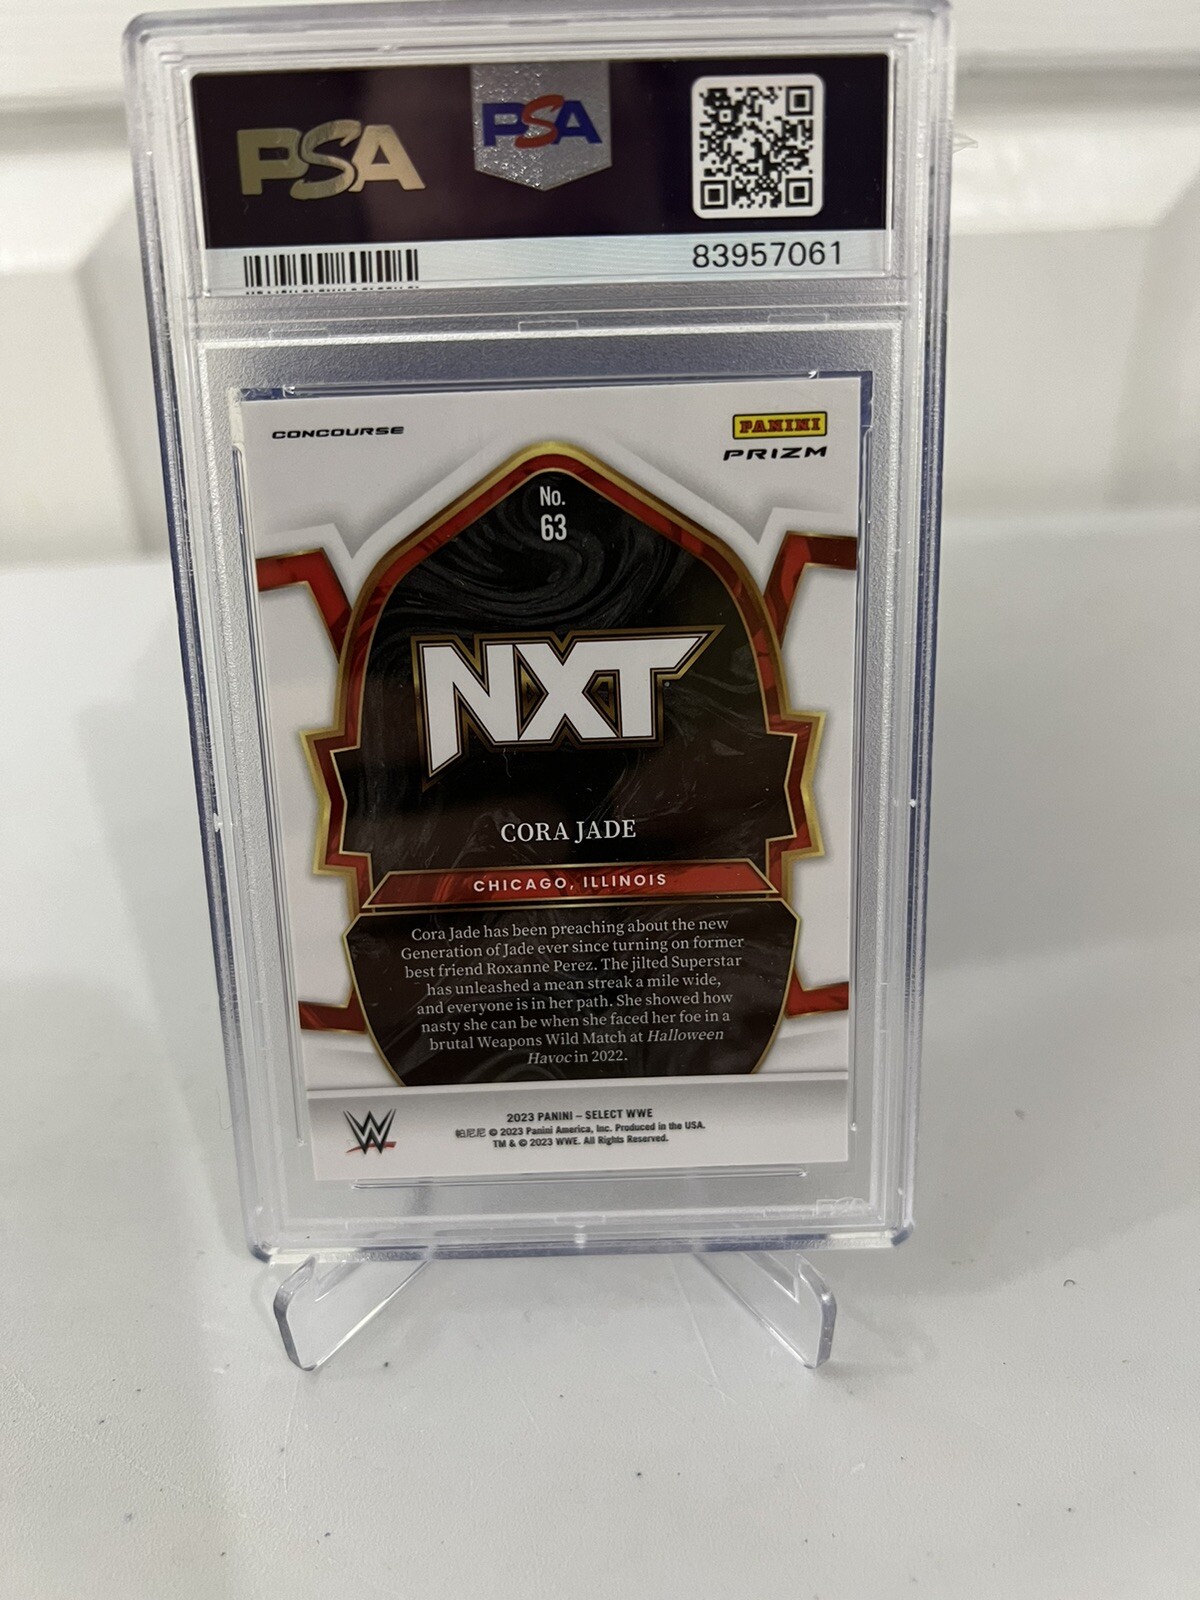 PSA
PSA
83957061
CONCOURSE
PANINI
PRIZM
No.
63
NXT
CORA JADE
CHICAGO, ILLINOIS
Cora Jade has been preaching about the new
Generation of Jade ever since turning on former
best friend Roxanne Perez. The jilted Superstar
has unleashed a mean streak a mile wide,
and everyone is in her path. She showed how
nasty she can be when she faced her foe in a
brutal Weapons Wild Match at Halloween
Havoc in 2022.
W
2023 PANINI – SELECT WWE
帕尼尼 © 2023 Panini America, Inc. Produced in the USA.
TM & © 2023 WWE. All Rights Reserved.
PSA